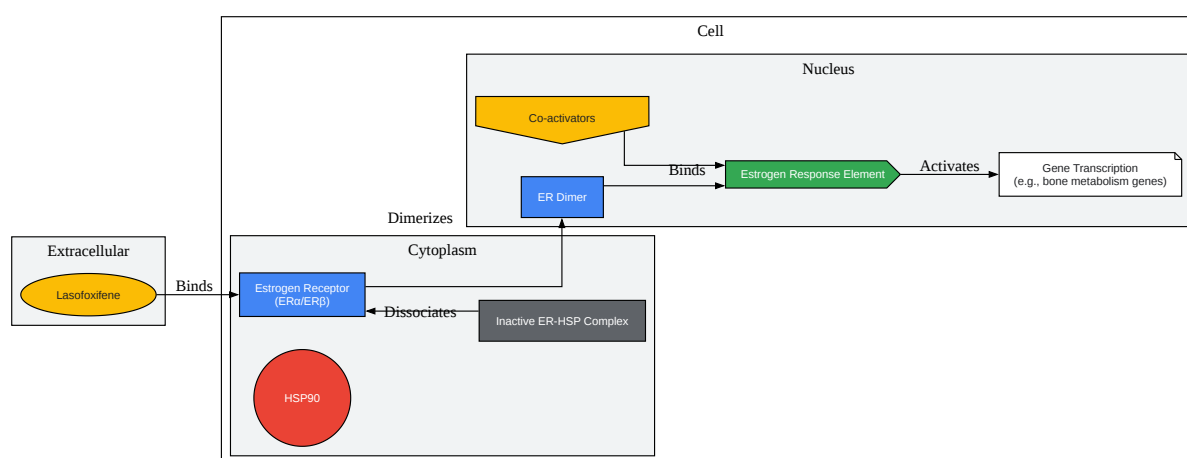 Cell
Nucleus
Co-activators
Binds
Estrogen Response Element
Activates
Gene Transcription
(e.g., bone metabolism genes)
ER Dimer
Dimerizes
Extracellular
Lasofoxifene
Binds
Cytoplasm
Estrogen Receptor
(ERα/ERβ)
Dissociates
Inactive ER-HSP Complex
HSP90